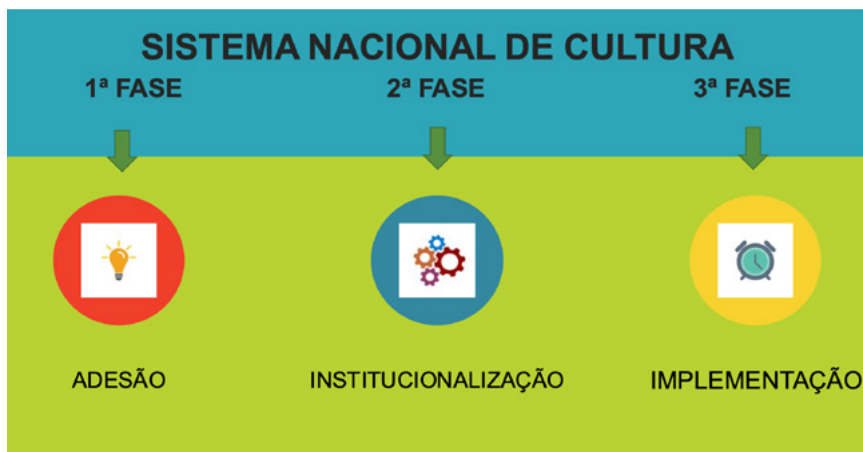 SISTEMA NACIONAL DE CULTURA
1ª FASE
2ª FASE
3ª FASE
ADESÃO
INSTITUCIONALIZAÇÃO
IMPLEMENTAÇÃO